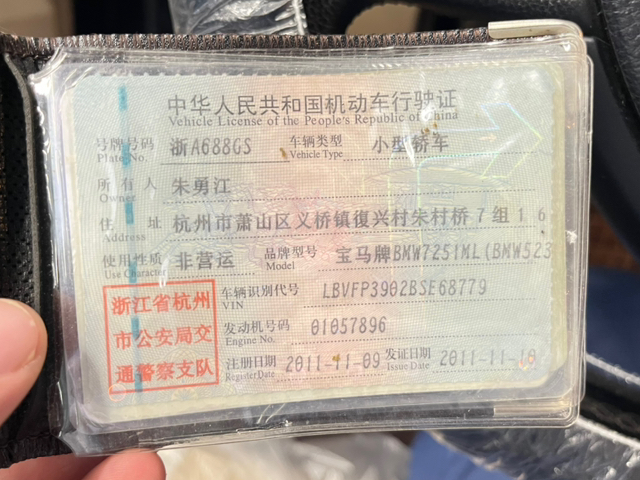 中华人民共和国机动车行驶证
Vehicle License of the People's Republic of China
号牌号码 浙A688GS 车辆类型 小型轿车
Plate No. Vehicle Type
所有人 朱勇江
Owner
住址 杭州市萧山区义桥镇復兴村朱村桥7组16
Address
使用性质 非营运 品牌型号 宝马牌BMW7251ML(BMW523
Use Character Model
浙江省杭州
市公安局交
通警察支队
车辆识别代号 LBVFP3902BSE68779
VIN
发动机号码 01057896
Engine No.
注册日期 2011-11-09 发证日期 2011-11-10
Register Date Issue Date